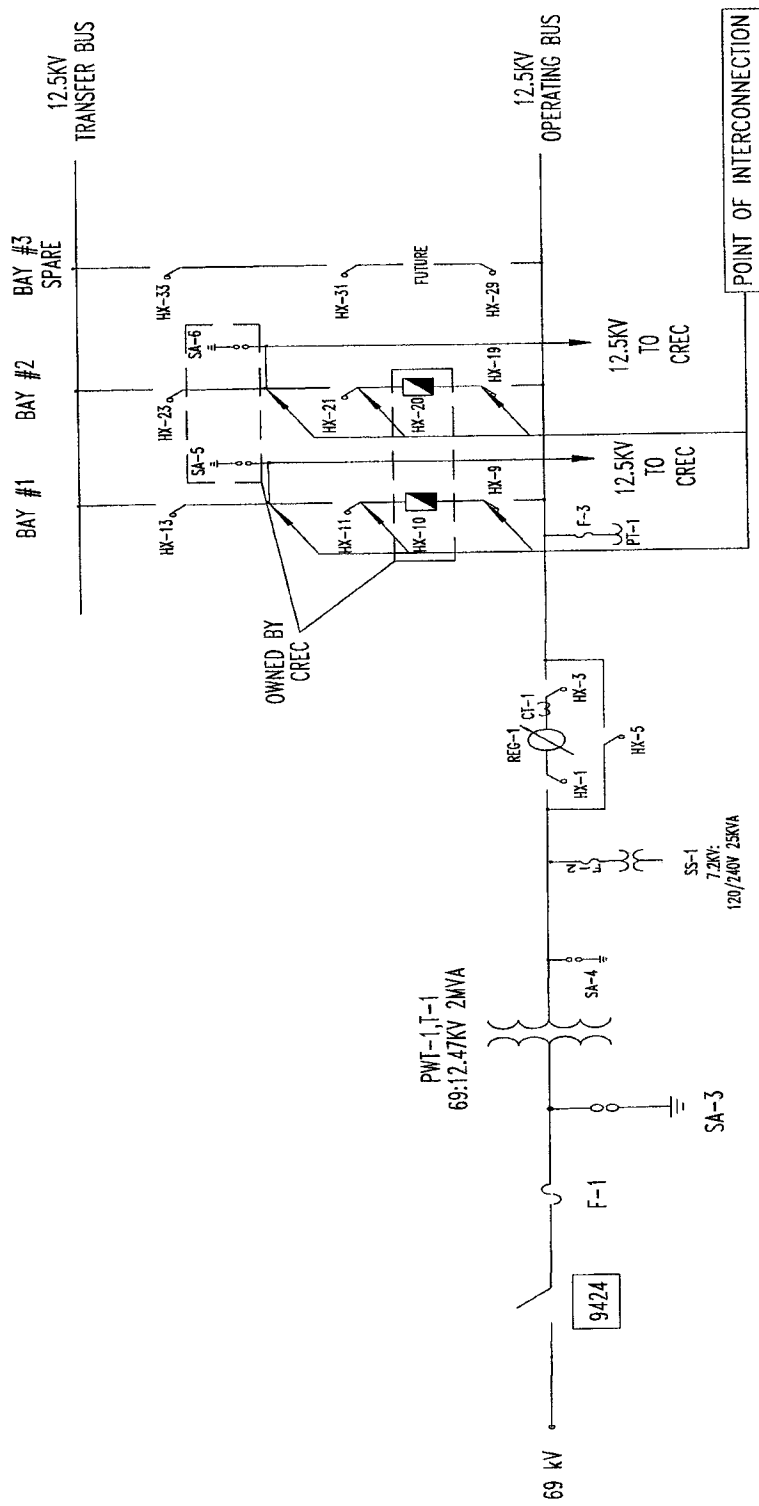 12.5KV
TRANSFER BUS
BAY #1
BAY #2
BAY #3
SPARE
HX-13
HX-23
HX-33
SA-5
SA-6
OWNED BY
CREC
HX-11
HX-21
HX-31
HX-10
HX-20
FUTURE
HX-9
HX-19
HX-29
12.5KV
OPERATING BUS
69 kV
9424
F-1
SA-3
PWT-1,T-1
69:12.47KV 2MVA
SA-4
SS-1
7.2KV:
120/240V 25KVA
HX-1
REG-1
CT-1
HX-3
HX-5
F-3
PT-1
12.5KV
TO
CREC
12.5KV
TO
CREC
POINT OF INTERCONNECTION